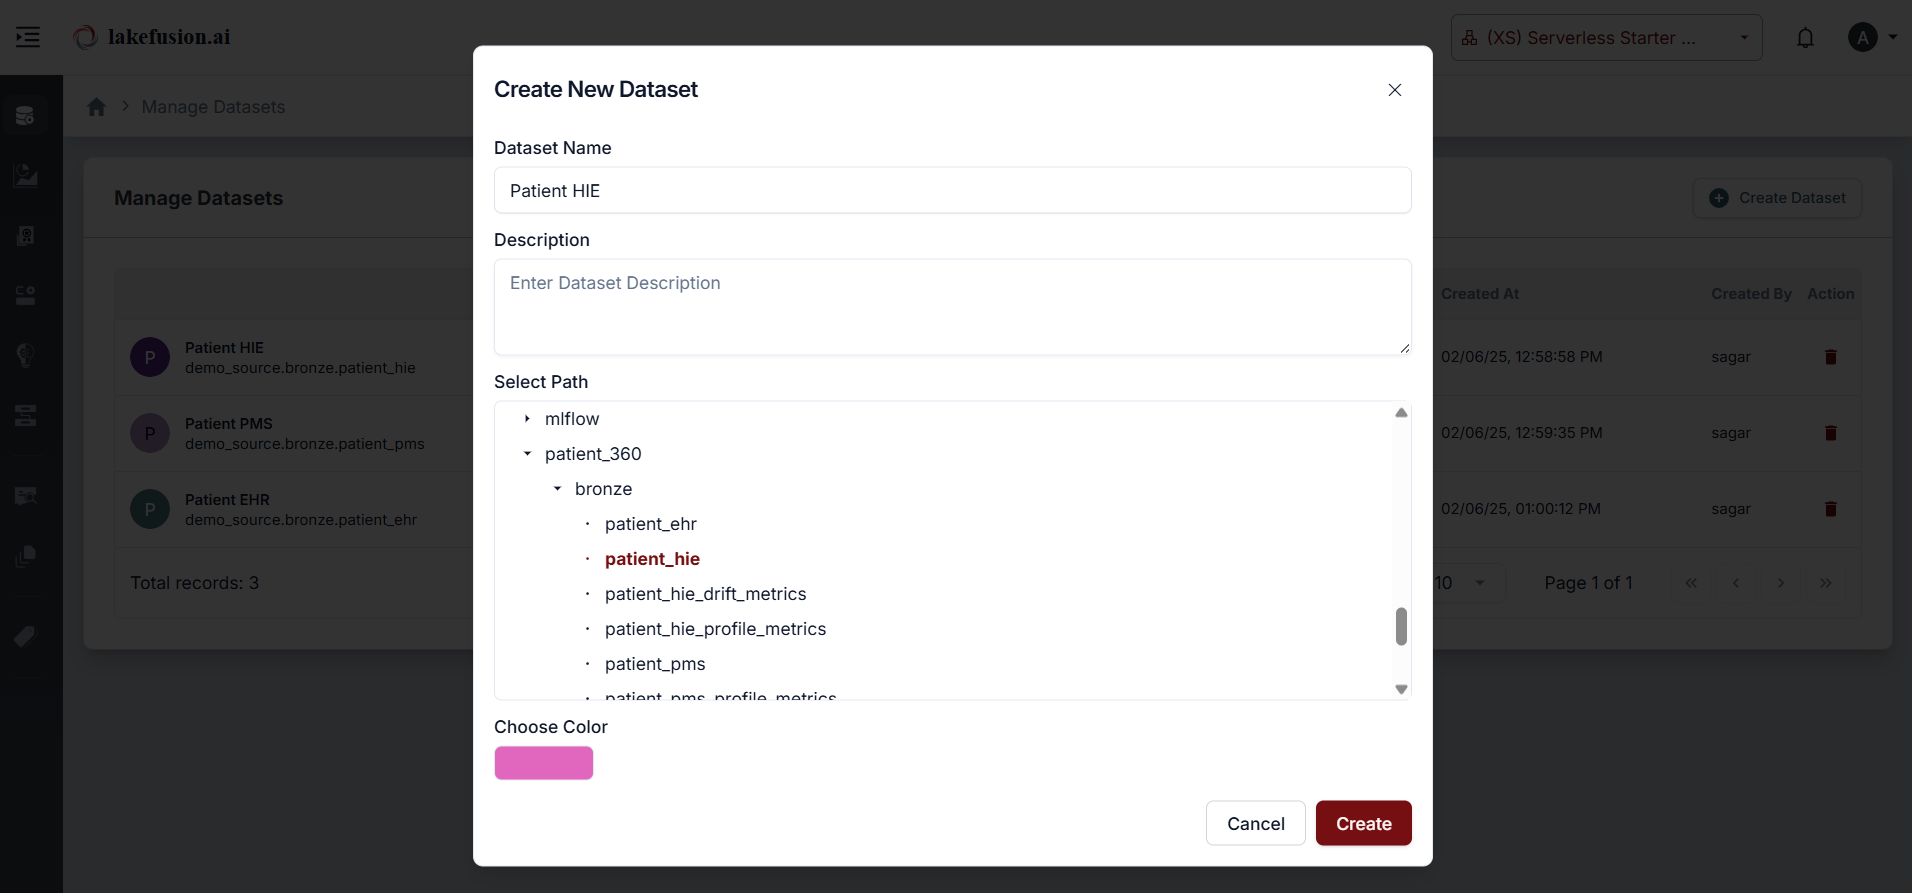 lakefusion.ai
(XS) Serverless Starter ...
A
Manage Datasets
Manage Datasets
Create Dataset
Created At
Created By
Action
P
Patient HIE
demo_source.bronze.patient_hie
02/06/25, 12:58:58 PM
sagar
P
Patient PMS
demo_source.bronze.patient_pms
02/06/25, 12:59:35 PM
sagar
P
Patient EHR
demo_source.bronze.patient_ehr
02/06/25, 01:00:12 PM
sagar
Total records: 3
10
Page 1 of 1
Create New Dataset
Dataset Name
Patient HIE
Description
Enter Dataset Description
Select Path
mlflow
patient_360
bronze
patient_ehr
patient_hie
patient_hie_drift_metrics
patient_hie_profile_metrics
patient_pms
patient_pms_profile_metrics
Choose Color
Cancel
Create